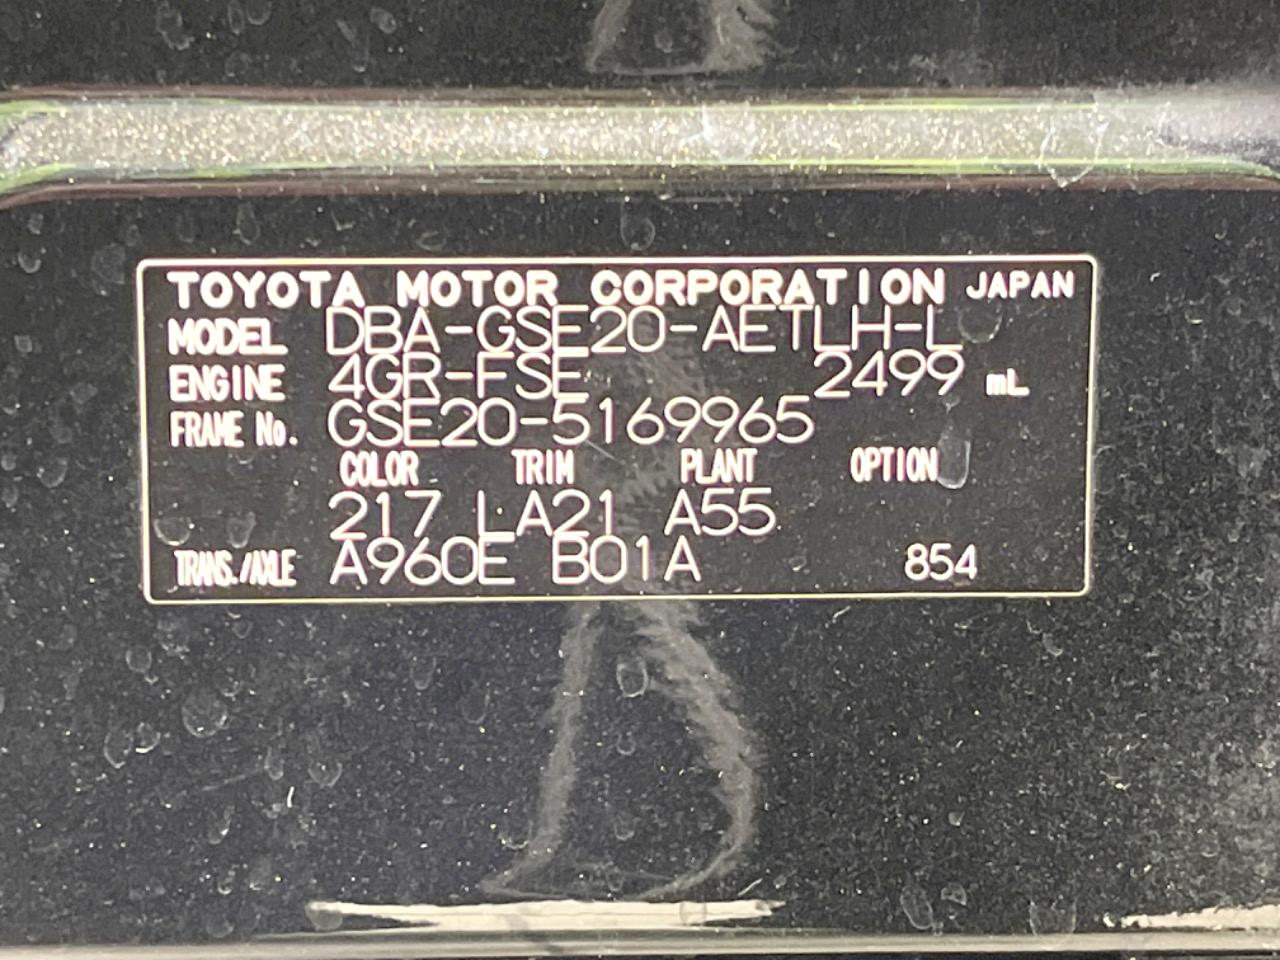 TOYOTA MOTOR CORPORATION JAPAN
MODEL DBA-GSE20-AETLH-L
ENGINE 4GR-FSE 2499 mL
FRAME No. GSE20-5169965
COLOR TRIM PLANT OPTION
217 LA21 A55
TRANS./AXLE A960E B01A 854